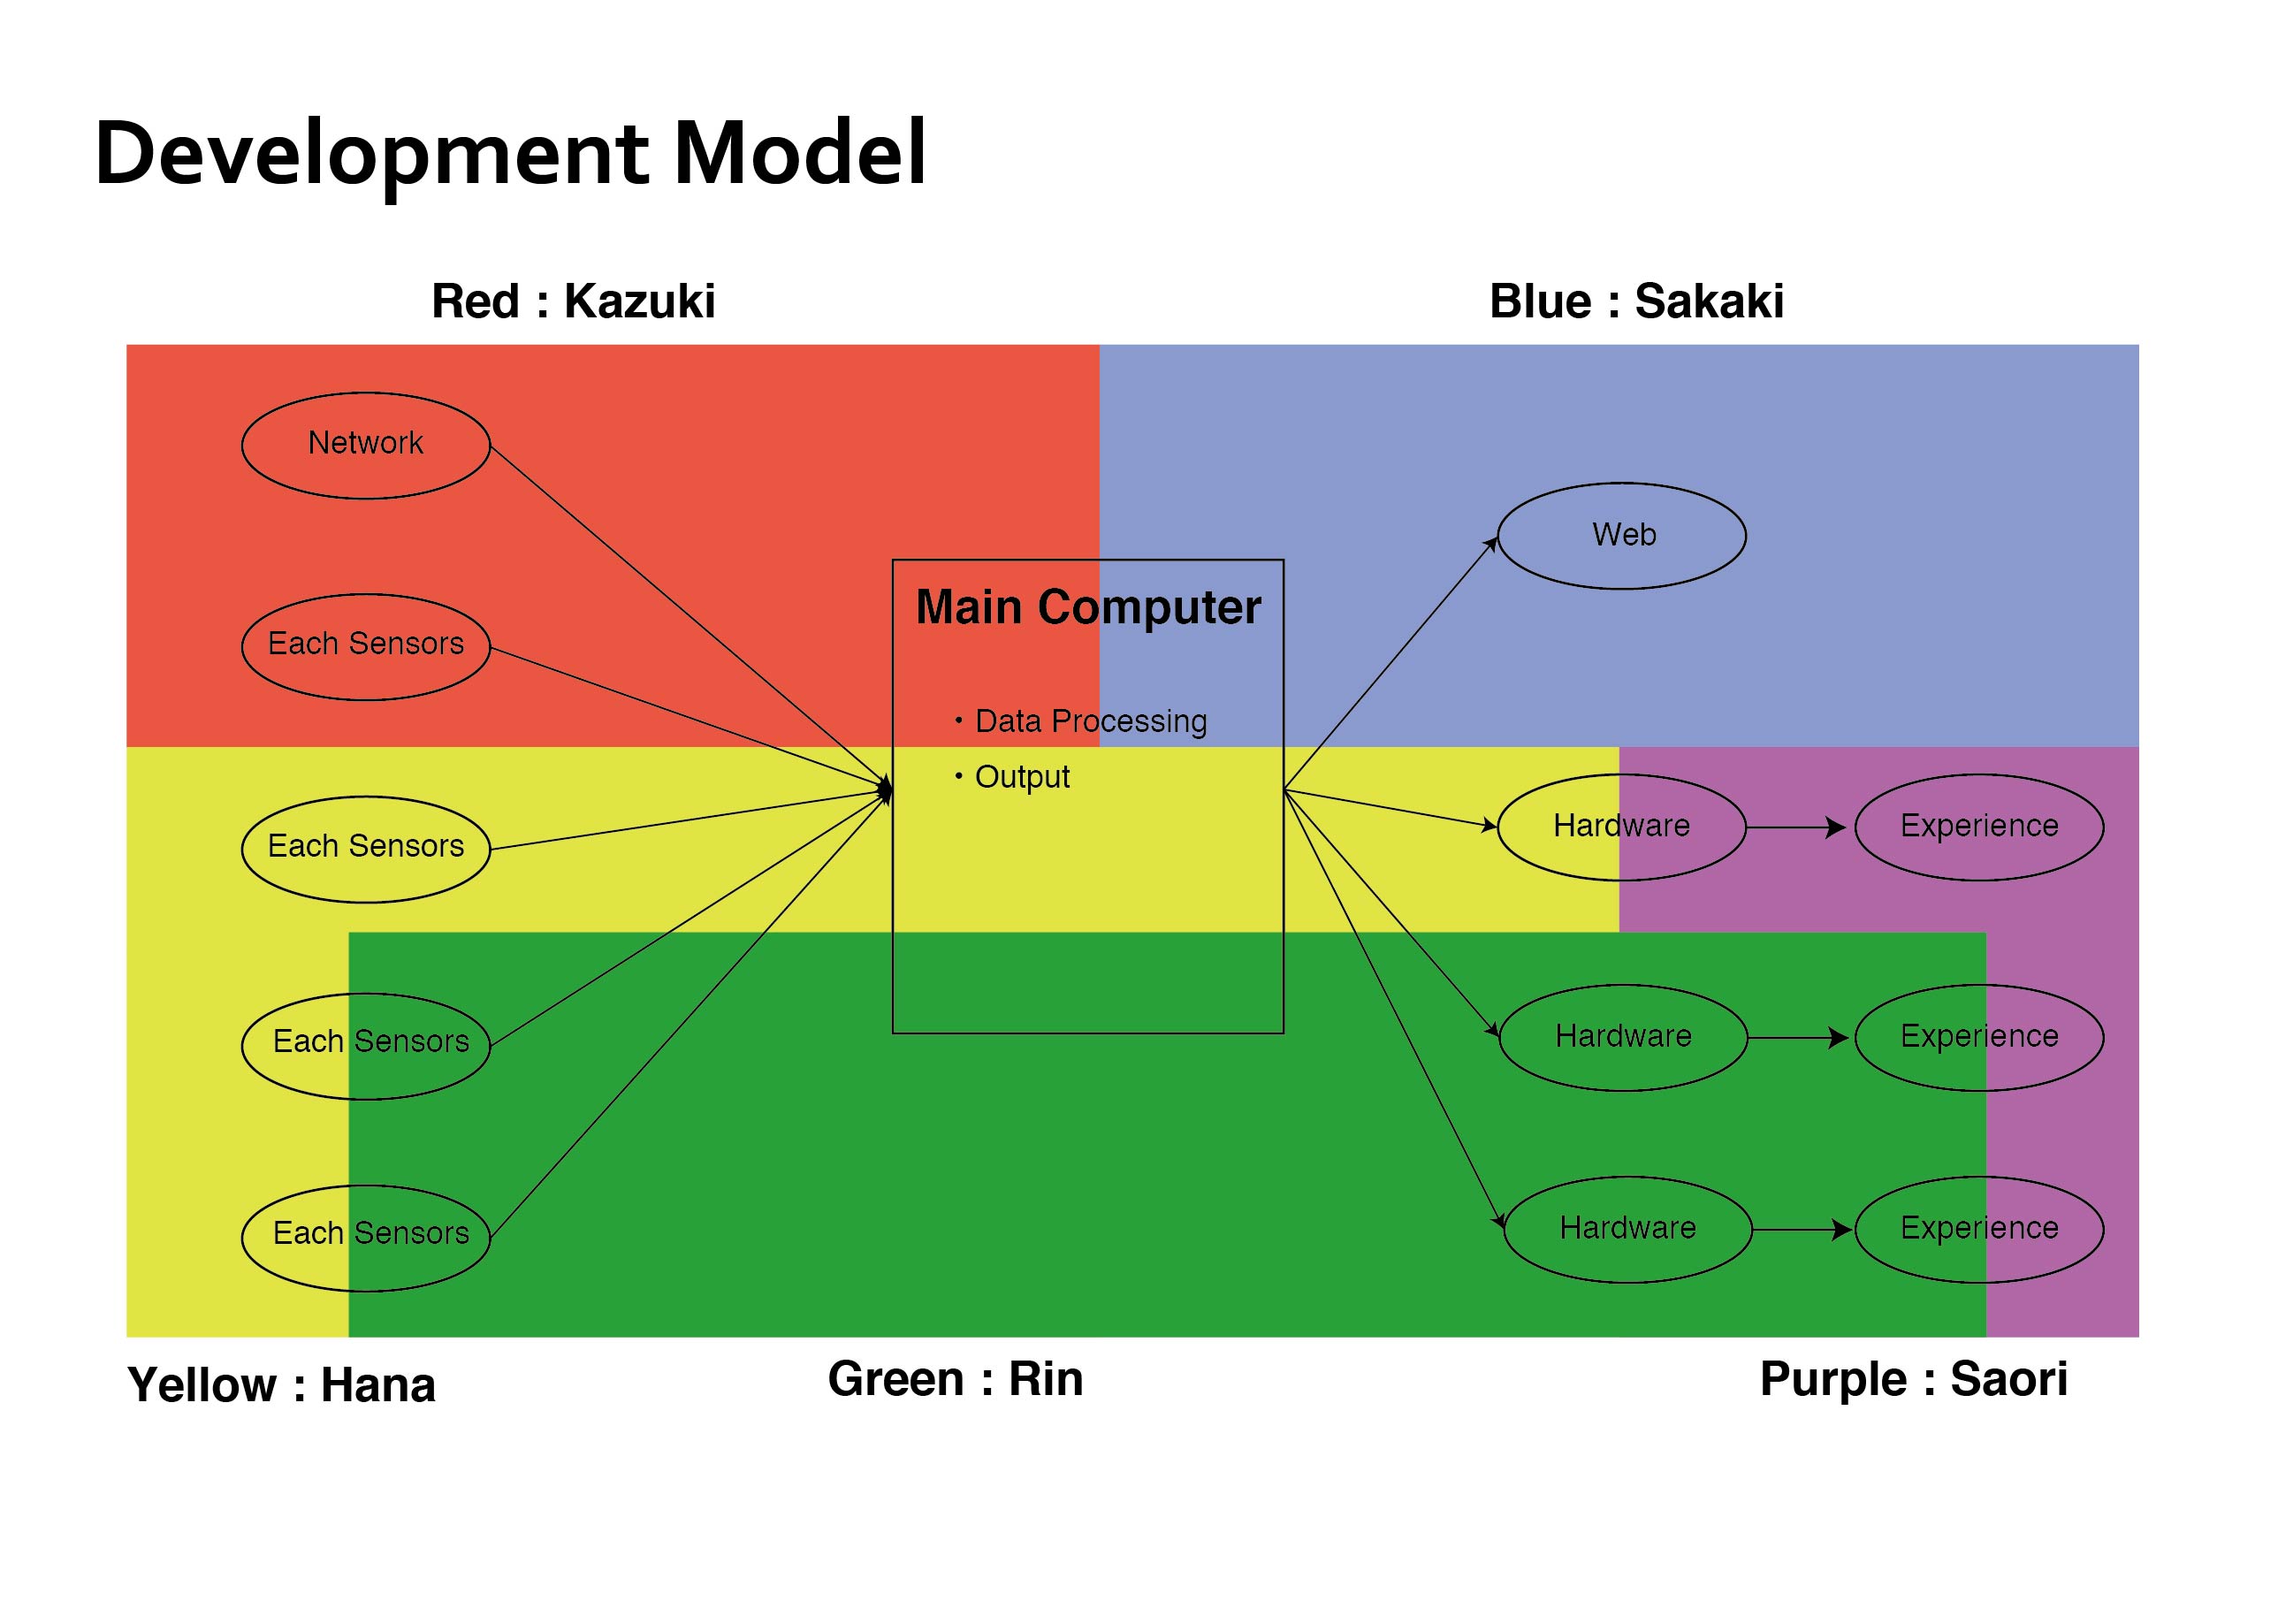 Development Model
Red : Kazuki
Blue : Sakaki
Network
Web
Each Sensors
Main Computer
・Data Processing
・Output
Each Sensors
Hardware
Experience
Each Sensors
Hardware
Experience
Each Sensors
Hardware
Experience
Yellow : Hana
Green : Rin
Purple : Saori